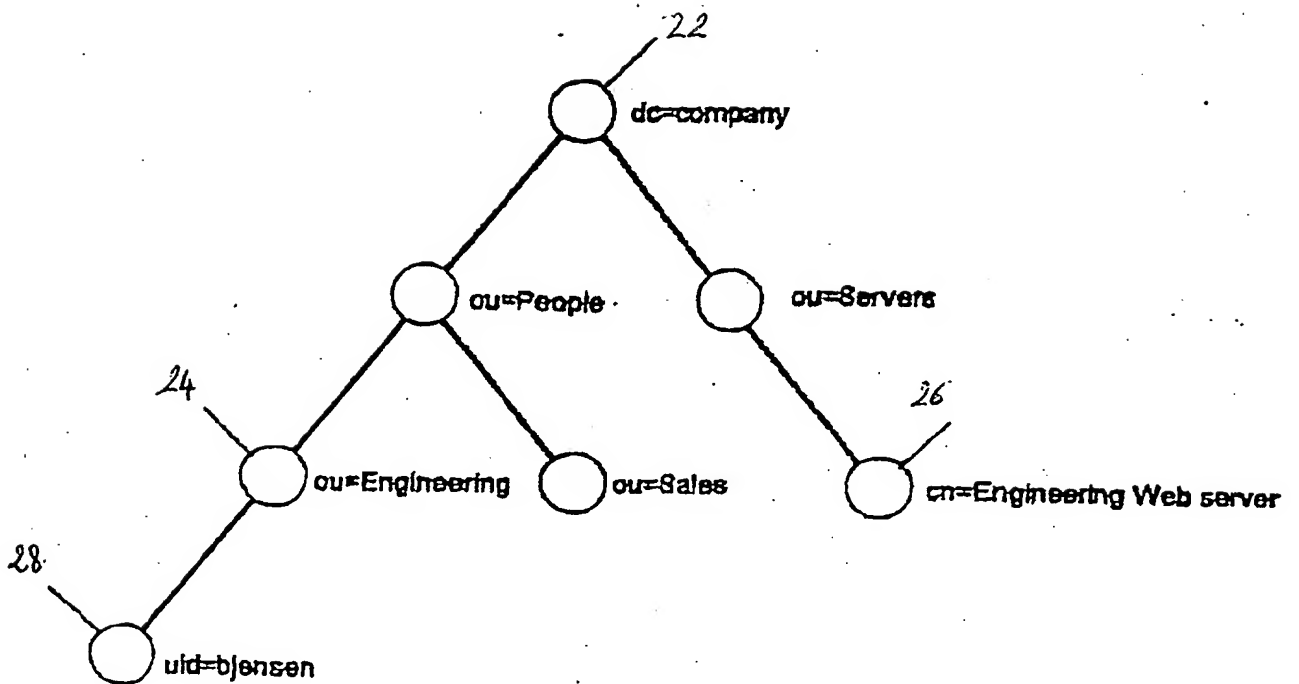 22
dc=company
ou=People
ou=Servers
24
26
ou=Engineering
ou=Sales
cn=Engineering Web server
28
uid=bjensen